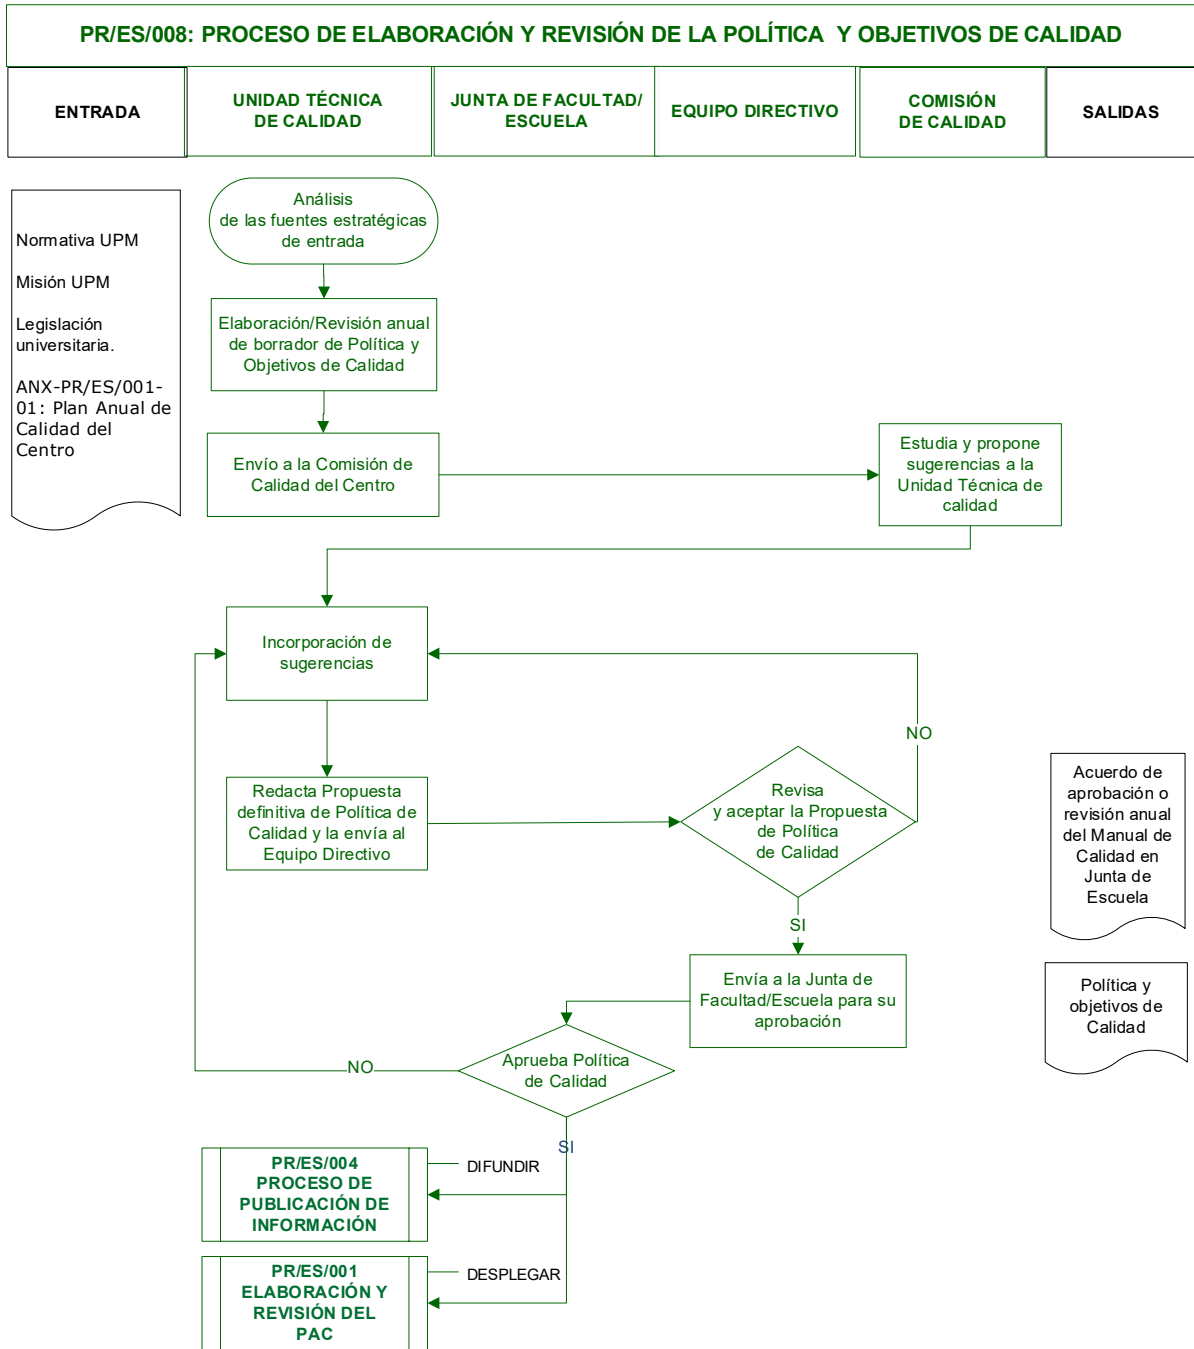 PR/ES/008: PROCESO DE ELABORACIÓN Y REVISIÓN DE LA POLÍTICA Y OBJETIVOS DE CALIDAD
ENTRADA
UNIDAD TÉCNICA
DE CALIDAD
JUNTA DE FACULTAD/
ESCUELA
EQUIPO DIRECTIVO
COMISIÓN
DE CALIDAD
SALIDAS
Normativa UPM
Misión UPM
Legislación
universitaria.
ANX-PR/ES/001-
01: Plan Anual de
Calidad del
Centro
Análisis
de las fuentes estratégicas
de entrada
Elaboración/Revisión anual
de borrador de Política y
Objetivos de Calidad
Envío a la Comisión de
Calidad del Centro
Estudia y propone
sugerencias a la
Unidad Técnica de
calidad
Incorporación de
sugerencias
NO
Redacta Propuesta
definitiva de Política de
Calidad y la envía al
Equipo Directivo
Revisa
y aceptar la Propuesta
de Política
de Calidad
SI
Acuerdo de
aprobación o
revisión anual
del Manual de
Calidad en
Junta de
Escuela
Envía a la Junta de
Facultad/Escuela para su
aprobación
Política y
objetivos de
Calidad
Aprueba Política
de Calidad
NO
SI
PR/ES/004
PROCESO DE
PUBLICACIÓN DE
INFORMACIÓN
DIFUNDIR
PR/ES/001
ELABORACIÓN Y
REVISIÓN DEL
PAC
DESPLEGAR